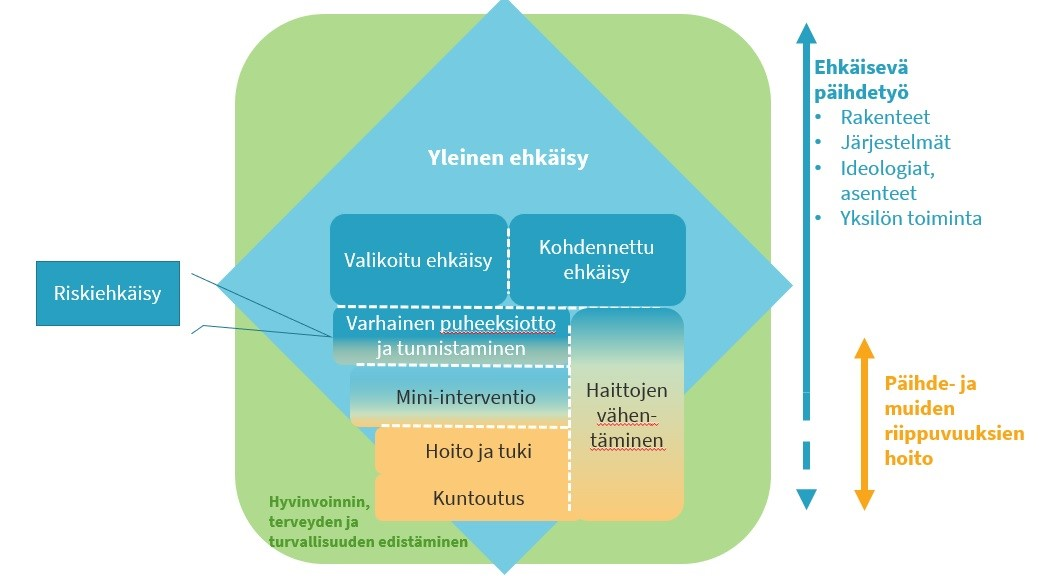 Yleinen ehkäisy
Valikoitu ehkäisy
Kohdennettu
ehkäisy
Riskiehkäisy
Varhainen puheeksiotto
ja tunnistaminen
Mini-interventio
Haittojen
vähen-
täminen
Hoito ja tuki
Kuntoutus
Hyvinvoinnin,
terveyden ja
turvallisuuden edistäminen
Ehkäisevä
päihdetyö
• Rakenteet
• Järjestelmät
• Ideologiat,
asenteet
• Yksilön toiminta
Päihde- ja
muiden
riippuvuuksien
hoito